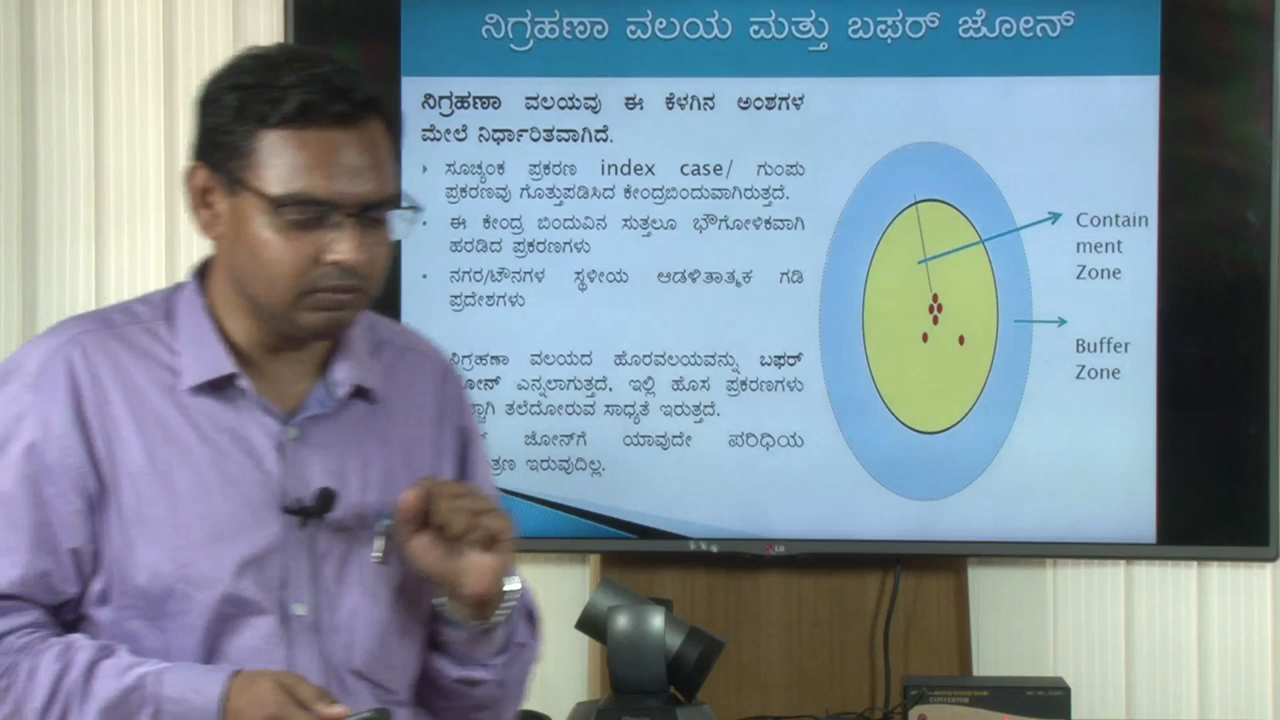 ನಿಗ್ರಹಣಾ ವಲಯ ಮತ್ತು ಬಫರ್ ಜೋನ್
ನಿಗ್ರಹಣಾ ವಲಯವು ಈ ಕೆಳಗಿನ ಅಂಶಗಳ
ಮೇಲೆ ನಿರ್ಧಾರಿತವಾಗಿದೆ.
ಸೂಚ್ಯಂಕ ಪ್ರಕರಣ index case/ ಗುಂಪು
ಪ್ರಕರಣವು ಗೊತ್ತುಪಡಿಸಿದ ಕೇಂದ್ರಬಿಂದುವಾಗಿರುತ್ತದೆ.
ಈ ಕೇಂದ್ರ ಬಿಂದುವಿನ ಸುತ್ತಲೂ ಭೌಗೋಳಿಕವಾಗಿ
ಹರಡಿದ ಪ್ರಕರಣಗಳು
ನಗರ/ಟೌನಗಳ ಸ್ಥಳೀಯ ಆಡಳಿತಾತ್ಮಕ ಗಡಿ
ಪ್ರದೇಶಗಳು
ನಿಗ್ರಹಣಾ ವಲಯದ ಹೊರವಲಯವನ್ನು ಬಫರ್
ಎನ್ನಲಾಗುತ್ತದೆ, ಇಲ್ಲಿ ಹೊಸ ಪ್ರಕರಣಗಳು
ತಲೆದೋರುವ ಸಾಧ್ಯತೆ ಇರುತ್ತದೆ.
ಜೋನ್‌ಗೆ ಯಾವುದೇ ಪರಿಧಿಯ
ಇರುವುದಿಲ್ಲ.
Contain
ment
Zone
Buffer
Zone
LG